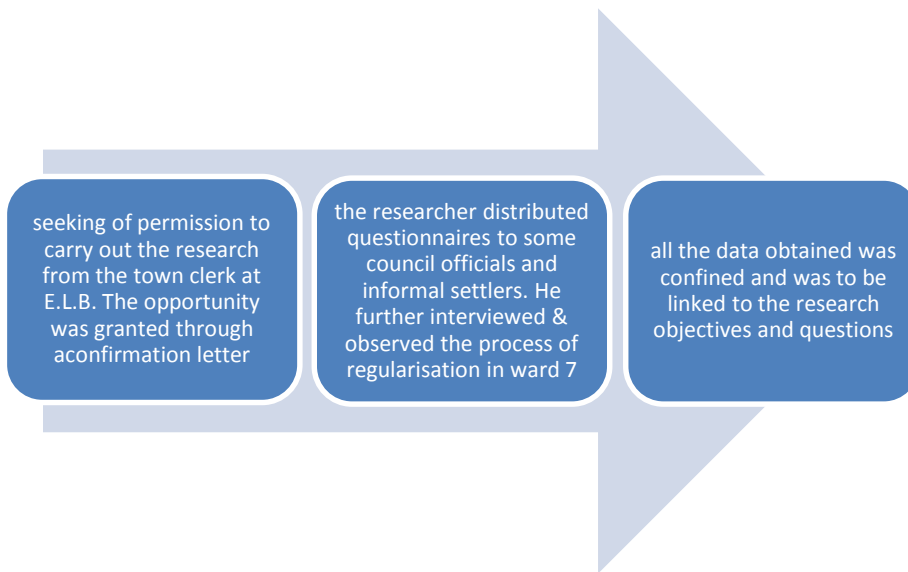 seeking of permission to
carry out the research
from the town clerk at
E.L.B. The opportunity
was granted through
aconfirmation letter
the researcher distributed
questionnaires to some
council officials and
informal settlers. He
further interviewed &
observed the process of
regularisation in ward 7
all the data obtained was
confined and was to be
linked to the research
objectives and questions